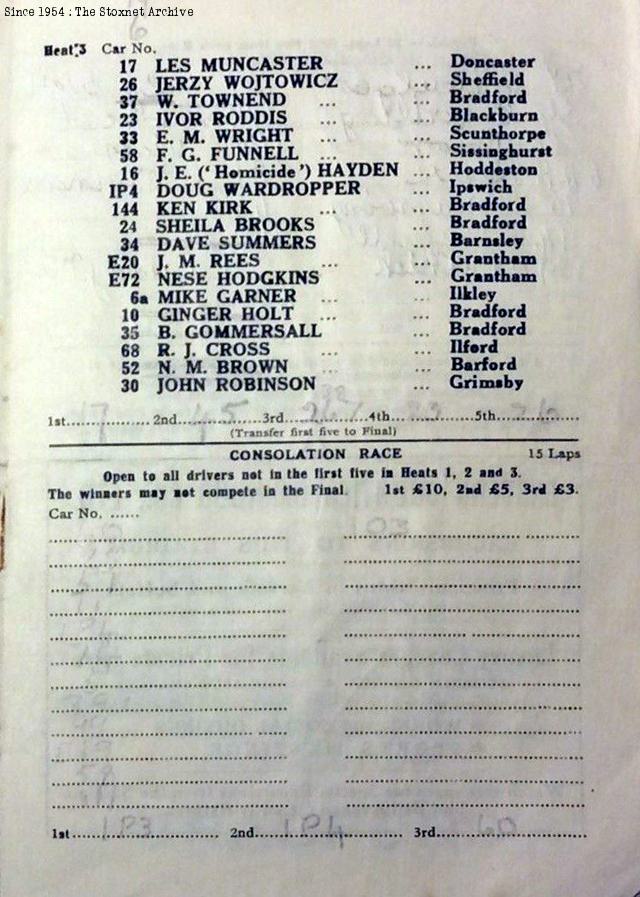 Since 1954 : The Stoxnet Archive
Heat 3 Car No.
17 LES MUNCASTER ... Doncaster
26 JERZY WOJTOWICZ ... Sheffield
37 W. TOWNEND ... ... Bradford
23 IVOR RODDIS ... Blackburn
33 E. M. WRIGHT ... ... Scunthorpe
58 F. G. FUNNELL ... ... Sissinghurst
16 J. E. (‘Homicide’) HAYDEN ... Hoddeston
IP4 DOUG WARDROPPER ... Ipswich
144 KEN KIRK ... ... Bradford
24 SHEILA BROOKS ... Bradford
34 DAVE SUMMERS ... Barnsley
E20 J. M. REES ... ... Grantham
E72 NESE HODGKINS ... Grantham
6a MIKE GARNER ... ... Ilkley
10 GINGER HOLT ... ... Bradford
35 B. GOMMERSALL ... Bradford
68 R. J. CROSS ... ... Ilford
52 N. M. BROWN ... ... Barford
30 JOHN ROBINSON ... Grimsby
1st 17 2nd 3rd 4th 5th
(Transfer first five to Final)
CONSOLATION RACE 15 Laps
Open to all drivers not in the first five in Heats 1, 2 and 3.
The winners may not compete in the Final. 1st £10, 2nd £5, 3rd £3.
Car No. ......
1st 1P3 2nd 1P4 3rd 60